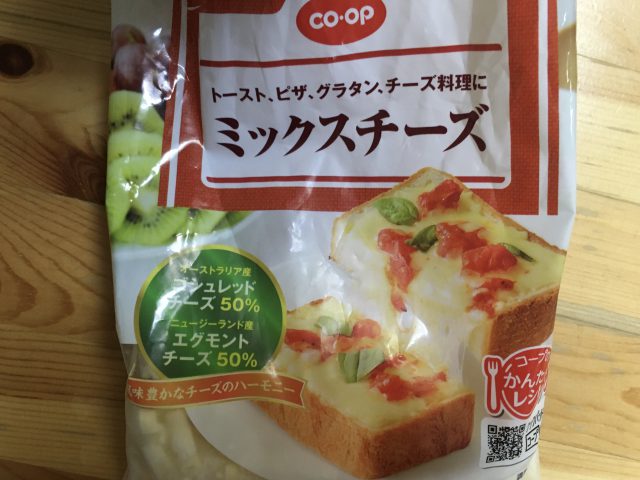 CO·OP
トースト、ピザ、グラタン、チーズ料理に
ミックスチーズ
オーストラリア産
ゴシュレッド
チーズ50%
ニュージーランド産
エグモント
チーズ50%
味豊かなチーズのハーモニー
コープの
かんたん
レシ